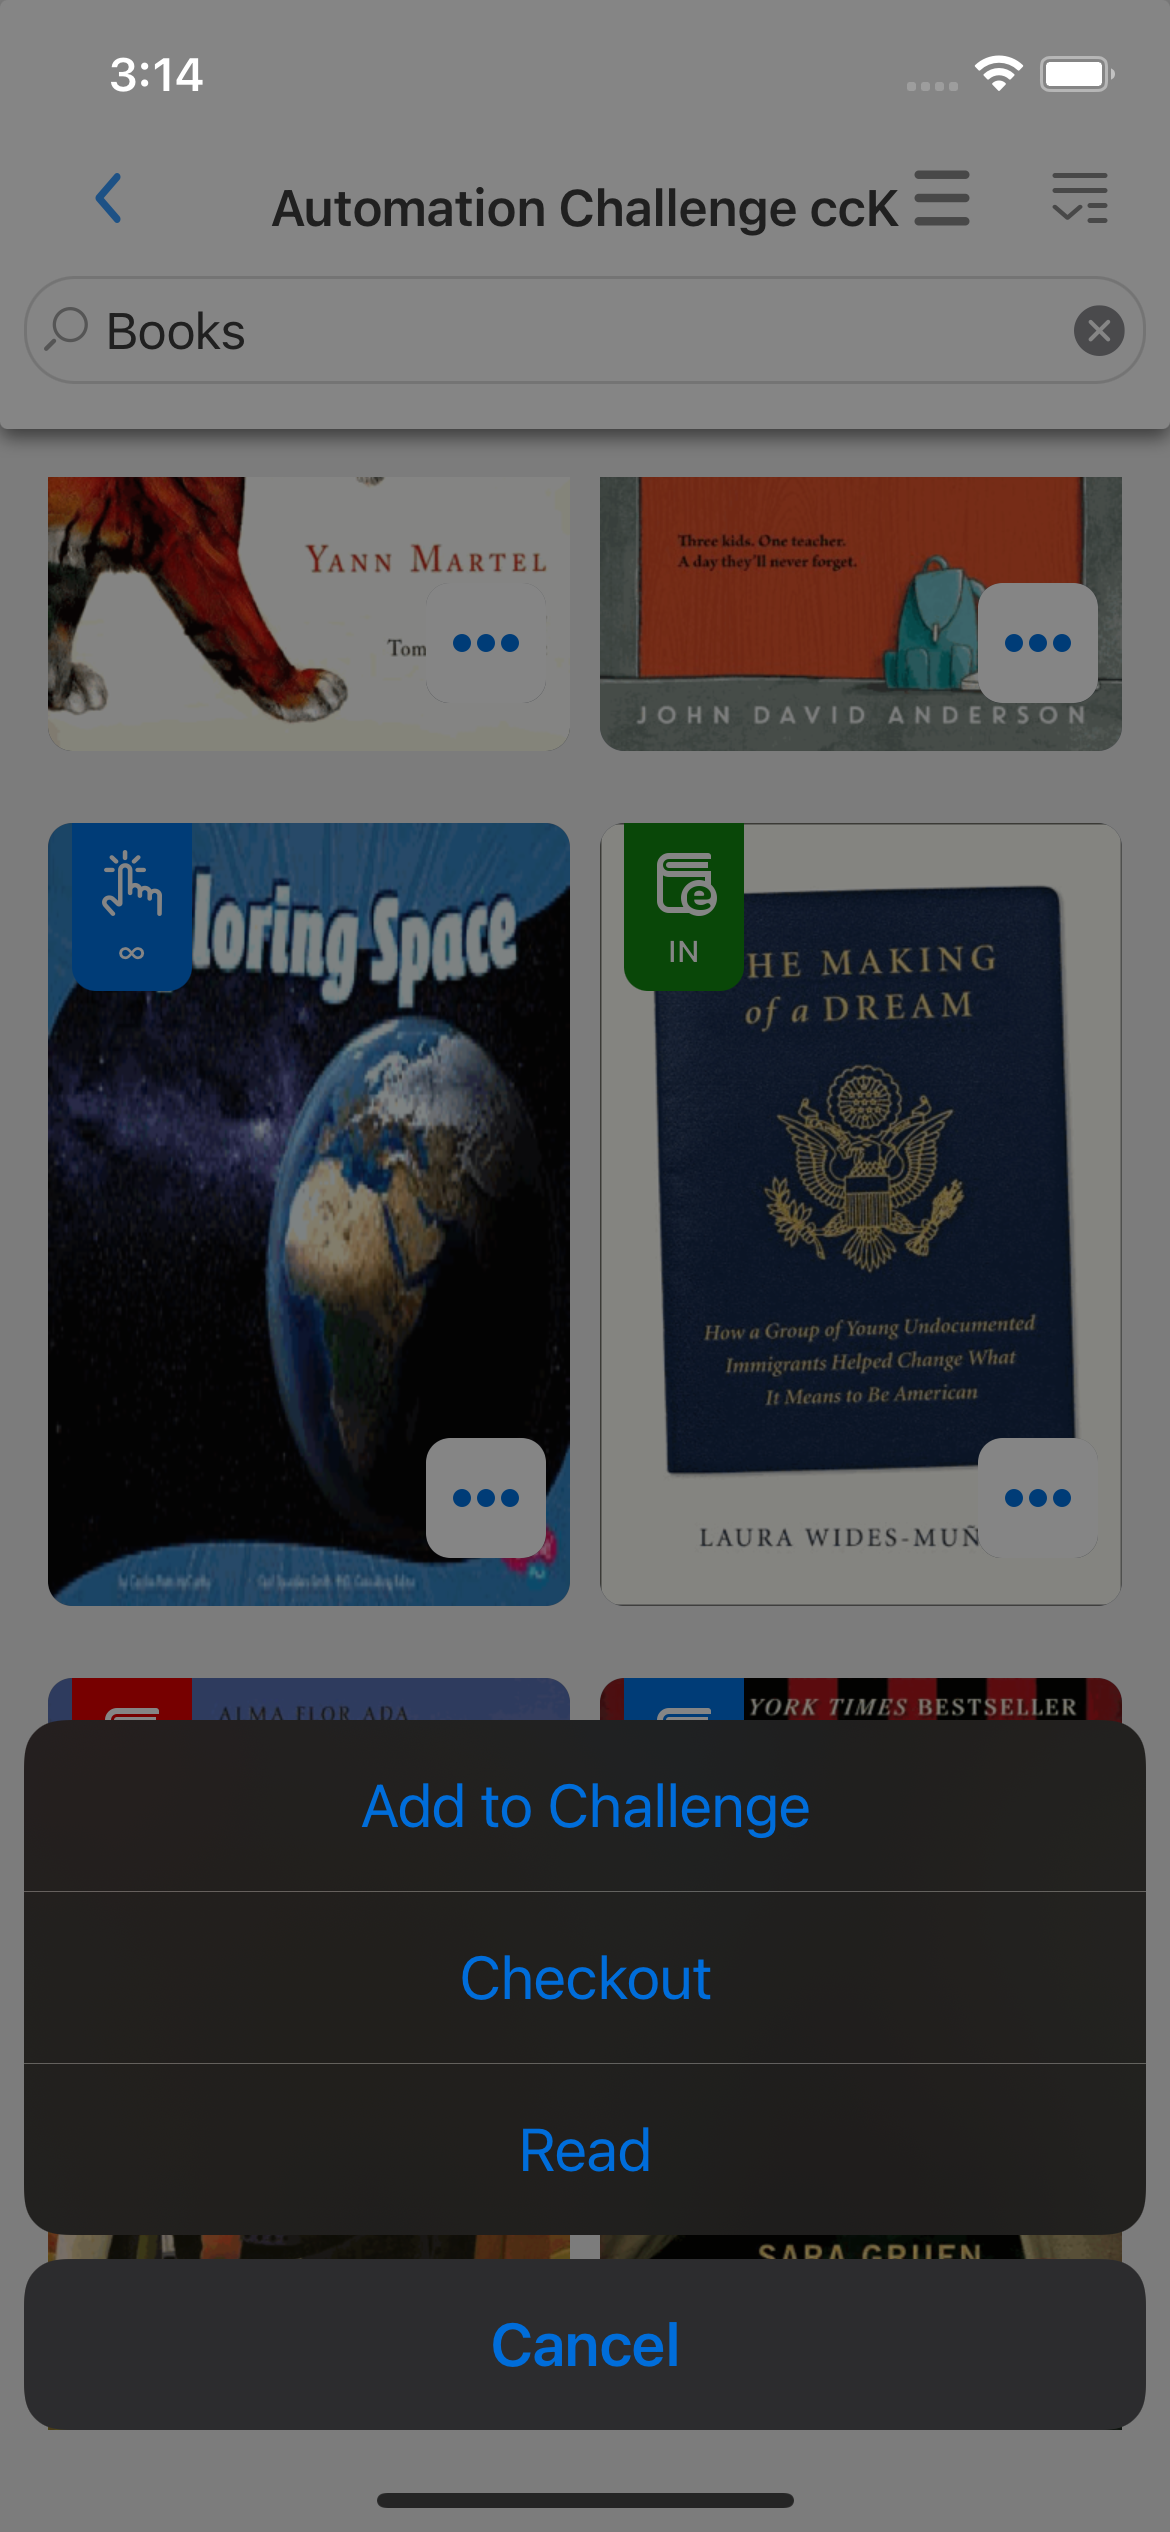 3:14
Automation Challenge ccK
Books
YANN MARTEL
Tom
Three kids. One teacher.
A day they'll never forget.
JOHN DAVID ANDERSON
loring Space
∞
IN
HE MAKING
of a DREAM
How a Group of Young Undocumented
Immigrants Helped Change What
It Means to Be American
LAURA WIDES-MUÑ
ALMA FLOR ADA
YORK TIMES BESTSELLER
Add to Challenge
Checkout
Read
SARA GRUEN
Cancel